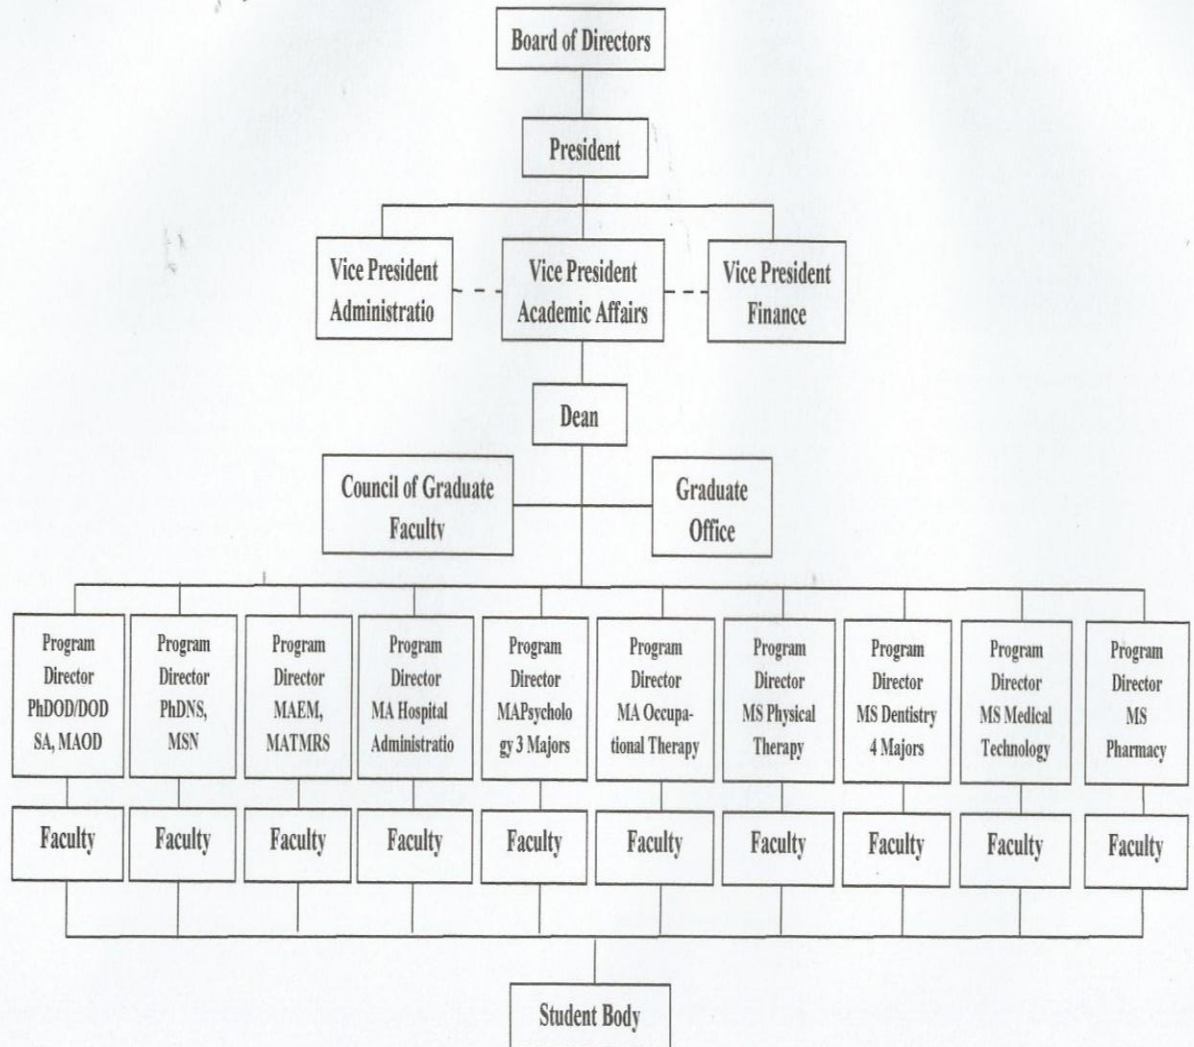 Board of Directors
President
Vice President
Administratio
Vice President
Academic Affairs
Vice President
Finance
Dean
Council of Graduate
Faculty
Graduate
Office
Program
Director
PhDOD/DOD
SA, MAOD
Program
Director
PhDNS,
MSN
Program
Director
MAEM,
MATMRS
Program
Director
MA Hospital
Administratio
Program
Director
MAPsycholo
gy 3 Majors
Program
Director
MA Occupa-
tional Therapy
Program
Director
MS Physical
Therapy
Program
Director
MS Dentistry
4 Majors
Program
Director
MS Medical
Technology
Program
Director
MS
Pharmacy
Faculty
Faculty
Faculty
Faculty
Faculty
Faculty
Faculty
Faculty
Faculty
Faculty
Student Body